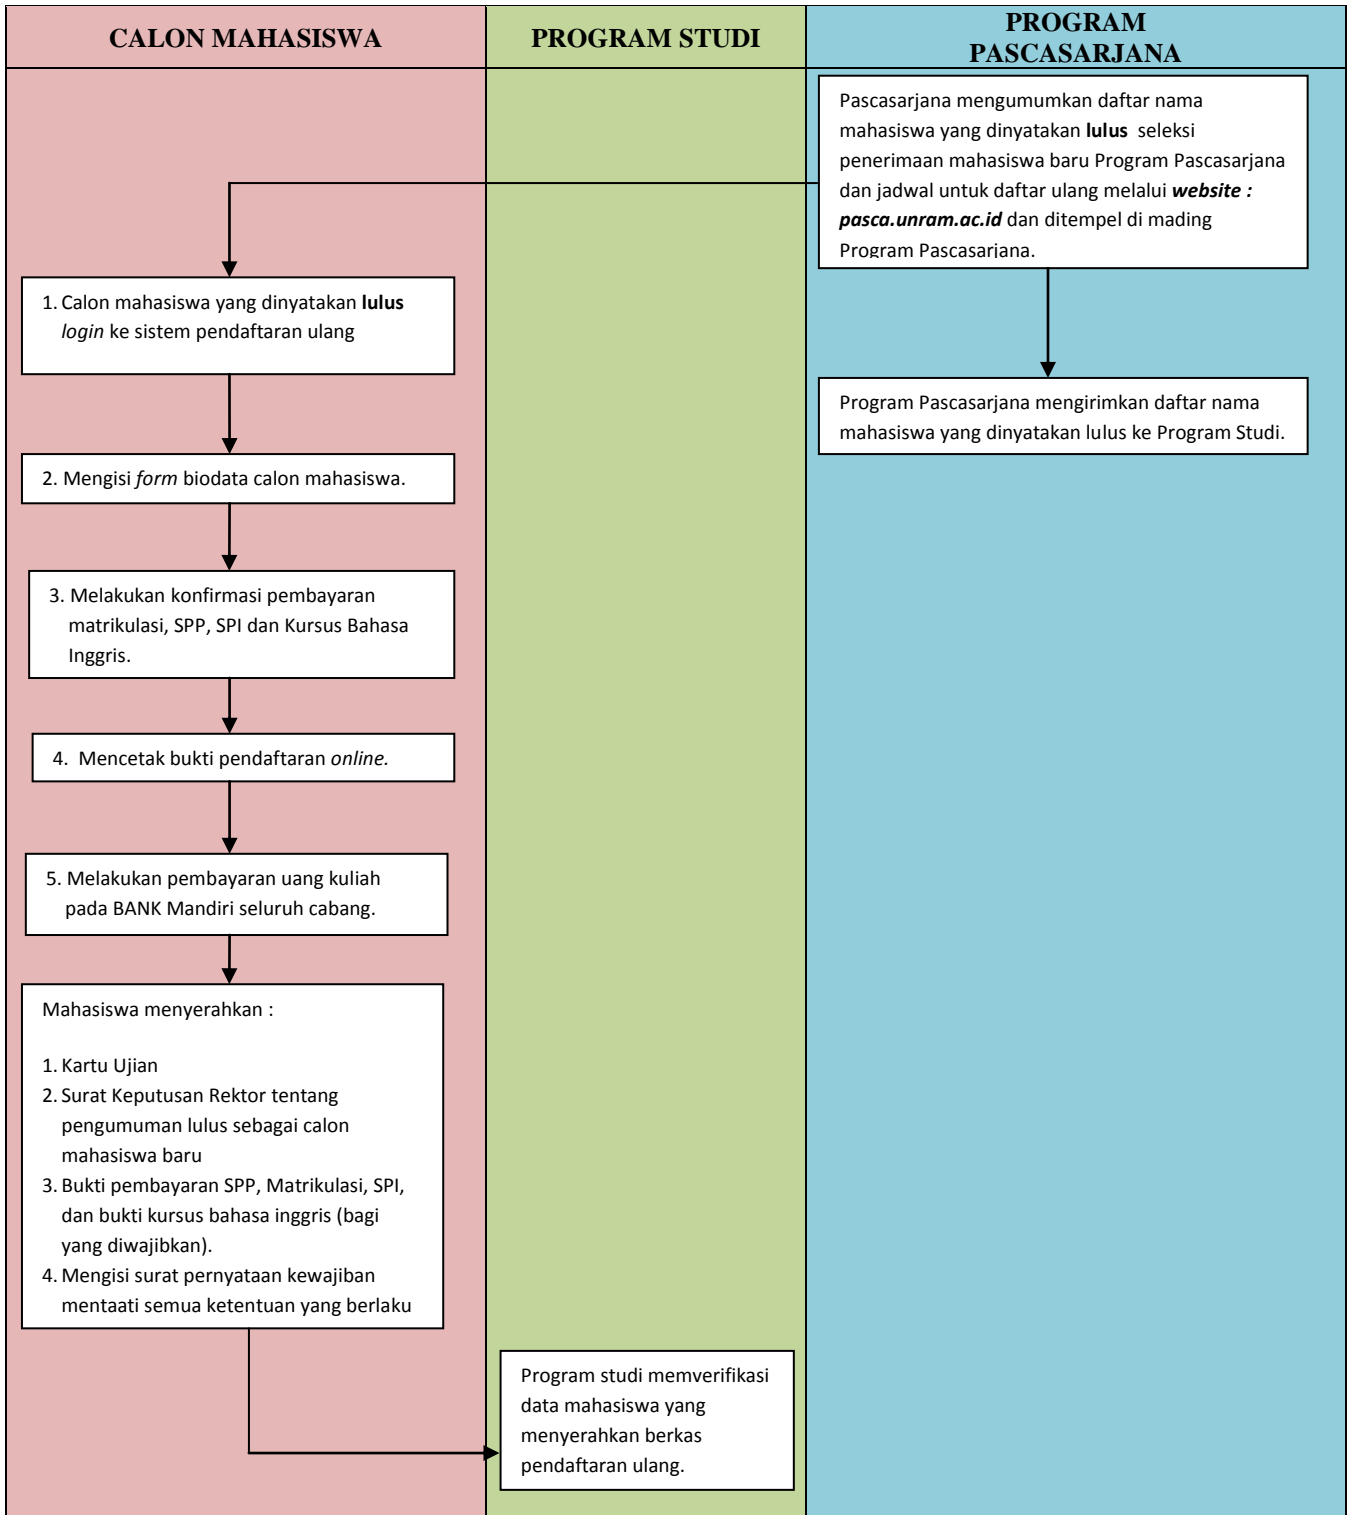 CALON MAHASISWA
PROGRAM STUDI
PROGRAM
PASCASARJANA
Pascasarjana mengumumkan daftar nama
mahasiswa yang dinyatakan lulus seleksi
penerimaan mahasiswa baru Program Pascasarjana
dan jadwal untuk daftar ulang melalui website :
pasca.unram.ac.id dan ditempel di mading
Program Pascasarjana.
1. Calon mahasiswa yang dinyatakan lulus
login ke sistem pendaftaran ulang
Program Pascasarjana mengirimkan daftar nama
mahasiswa yang dinyatakan lulus ke Program Studi.
2. Mengisi form biodata calon mahasiswa.
3. Melakukan konfirmasi pembayaran
matrikulasi, SPP, SPI dan Kursus Bahasa
Inggris.
4. Mencetak bukti pendaftaran online.
5. Melakukan pembayaran uang kuliah
pada BANK Mandiri seluruh cabang.
Mahasiswa menyerahkan :
1. Kartu Ujian
2. Surat Keputusan Rektor tentang
pengumuman lulus sebagai calon
mahasiswa baru
3. Bukti pembayaran SPP, Matrikulasi, SPI,
dan bukti kursus bahasa inggris (bagi
yang diwajibkan).
4. Mengisi surat pernyataan kewajiban
mentaati semua ketentuan yang berlaku
Program studi memverifikasi
data mahasiswa yang
menyerahkan berkas
pendaftaran ulang.